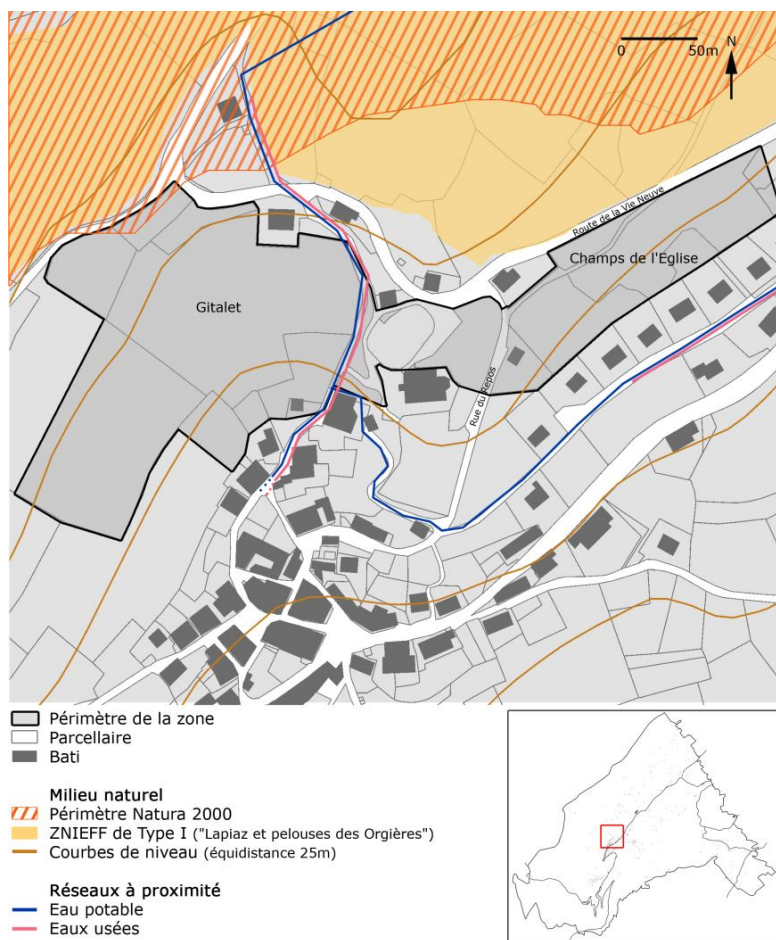 0 50m
N
Route de la Vie Neuve
Champs de l'Église
Gitalet
Rue du Repos
Périmètre de la zone
Parcellaire
Bati
Milieu naturel
Périmètre Natura 2000
ZNIEFF de Type I ("Lapiaz et pelouses des Orgières")
Courbes de niveau (équidistance 25m)
Réseaux à proximité
Eau potable
Eaux usées